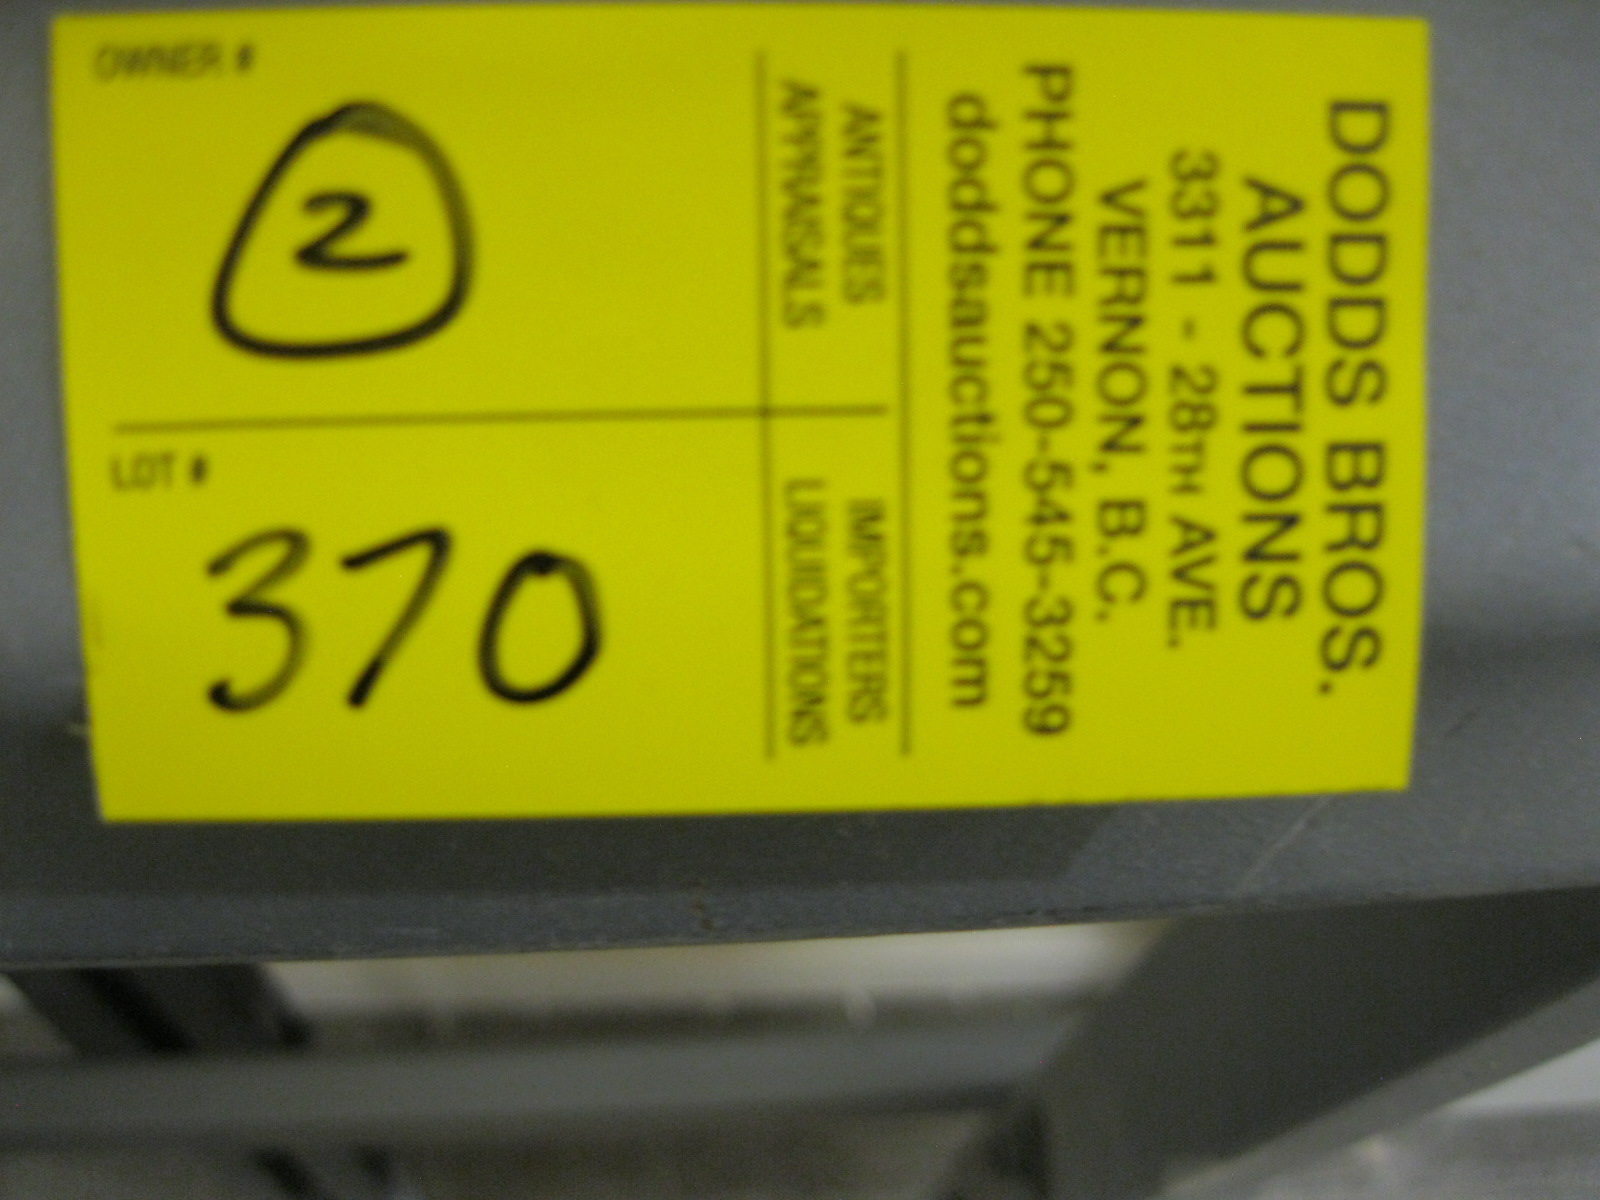 DODDS BROS.
AUCTIONS
3311 - 28TH AVE.
VERNON, B.C.
PHONE 250-545-3259
doddsauctions.com
ANTIQUES
APPRAISALS
IMPORTERS
LIQUIDATIONS
OWNER #
2
LOT #
370